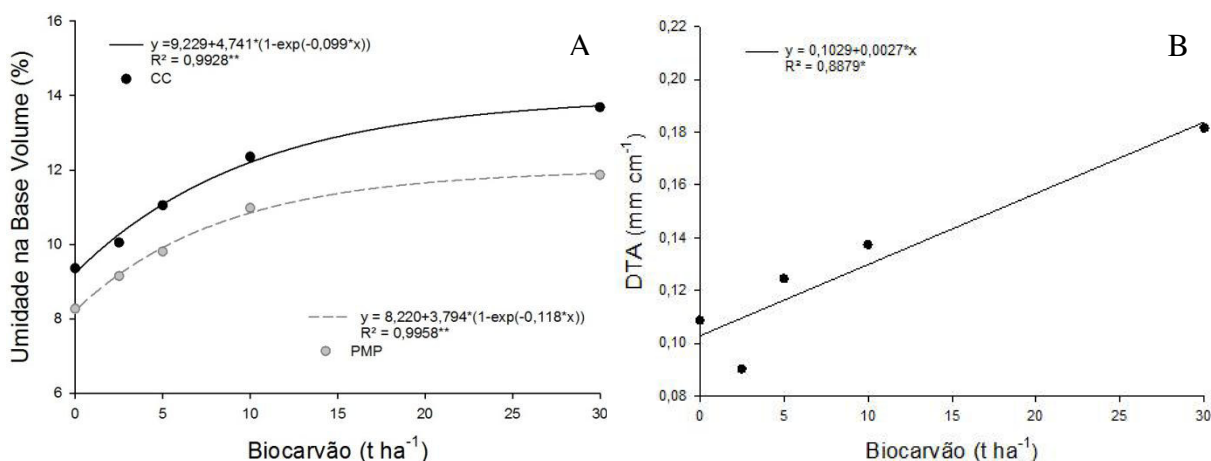 16
14
12
10
8
6
Umidade na Base Volume (%)
y =9,229+4,741*(1-exp(-0,099*x))
R² = 0,9928**
CC
A
y = 8,220+3,794*(1-exp(-0,118*x))
R² = 0,9958**
PMP
0 5 10 15 20 25 30
Biocarvão (t ha⁻¹)
0,22
0,20
0,18
0,16
0,14
0,12
0,10
0,08
DTA (mm cm⁻¹)
y = 0,1029+0,0027*x
R² = 0,8879*
B
0 5 10 15 20 25 30
Biocarvão (t ha⁻¹)